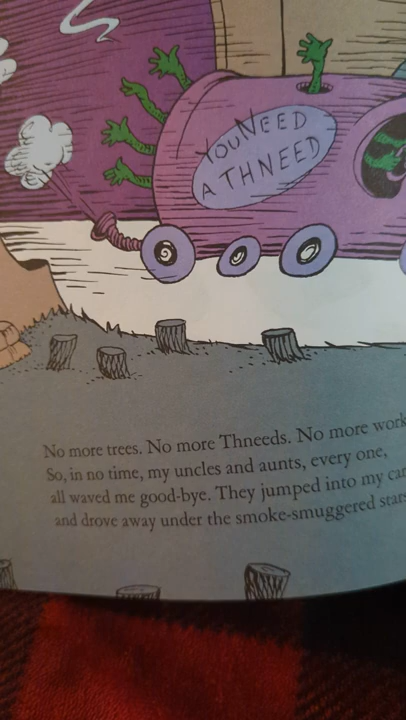 YOU NEED
A THNEED
No more trees. No more Thneeds. No more work
So, in no time, my uncles and aunts, every one,
all waved me good-bye. They jumped into my car
and drove away under the smoke-smuggered stars